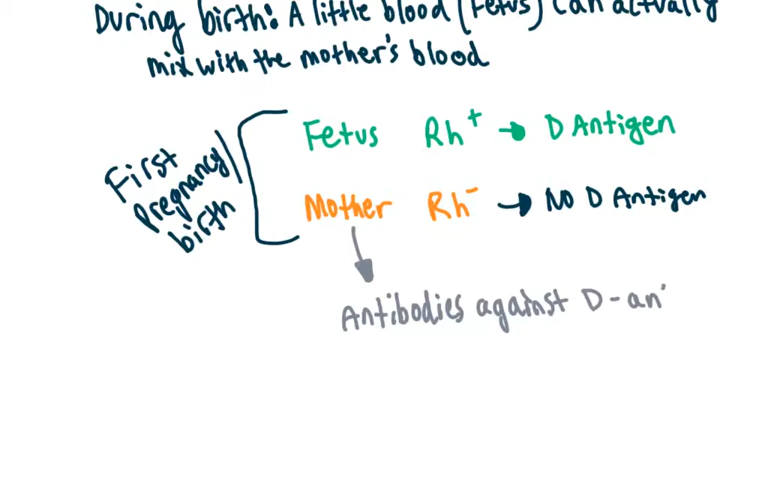 During birth: A little blood (Fetus) can actually
mix with the mother's blood
First
pregnancy/
birth
Fetus Rh+ → D Antigen
Mother Rh- → No D Antigen
Antibodies against D-an